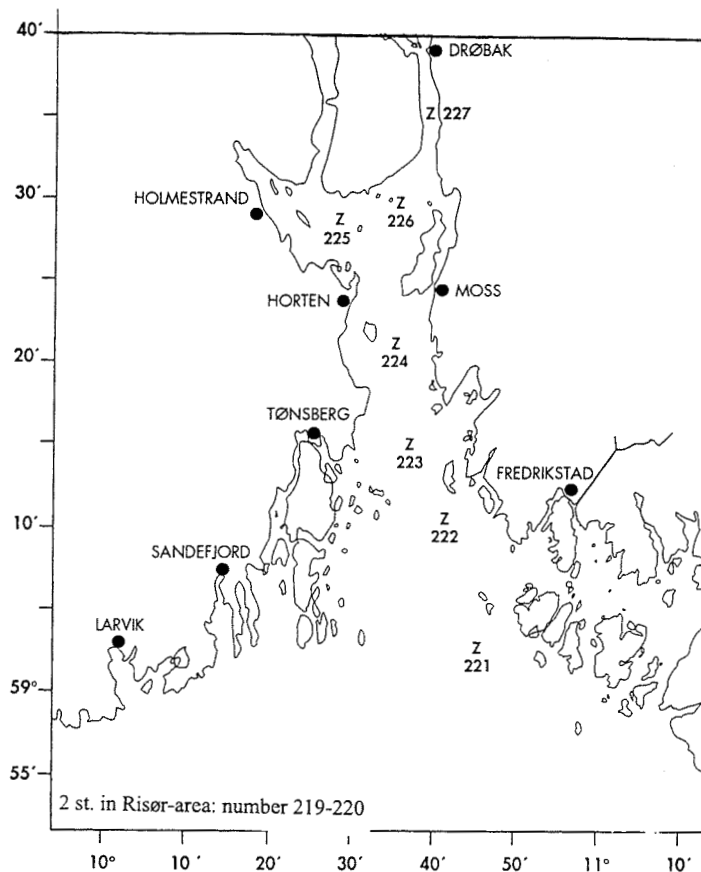 40´
DRØBAK
Z 227
30´
HOLMESTRAND
Z
225
Z
226
HORTEN
MOSS
Z
224
20´
TØNSBERG
Z
223
FREDRIKSTAD
10´
Z
222
SANDEFJORD
LARVIK
Z
221
59°
55´
2 st. in Risør-area: number 219-220
10° 10´ 20´ 30´ 40´ 50´ 11° 10´